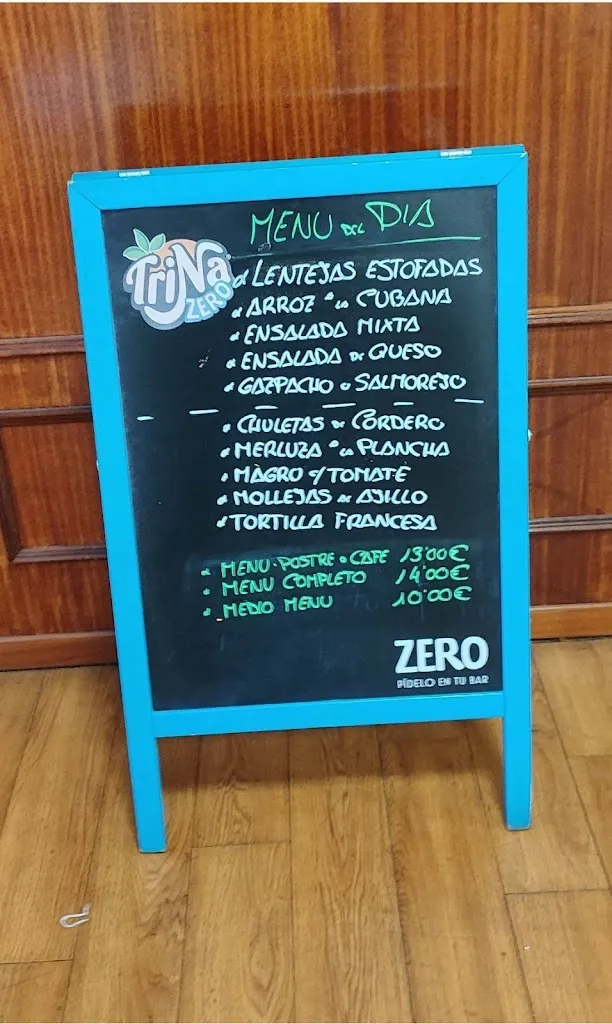 MENU DEL DIA
TriNa
ZERO
LENTEJAS ESTOFADAS
ARROZ A LA CUBANA
ENSALADA MIXTA
ENSALADA DE QUESO
GAZPACHO O SALMOREJO
CHULETAS DE CORDERO
MERLUZA A LA PLANCHA
MAGRO C/ TOMATE
MOLLEJAS AL AJILLO
TORTILLA FRANCESA
MENU-POSTRE O CAFE 13'00€
MENU COMPLETO 14'00€
MEDIO MENU 10'00€
ZERO
PÍDELO EN TU BAR